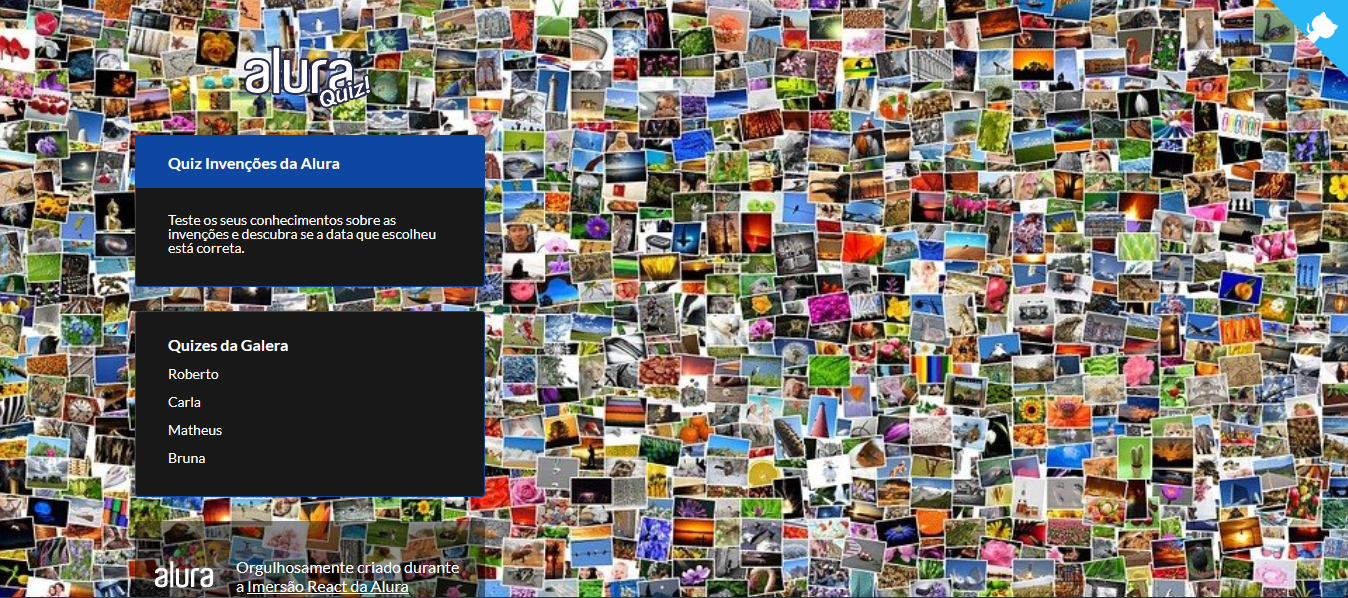 alura
Quiz!
Quiz Invenções da Alura
Teste os seus conhecimentos sobre as
invenções e descubra se a data que escolheu
está correta.
Quizes da Galera
Roberto
Carla
Matheus
Bruna
alura
Orgulhosamente criado durante
a Imersão React da Alura